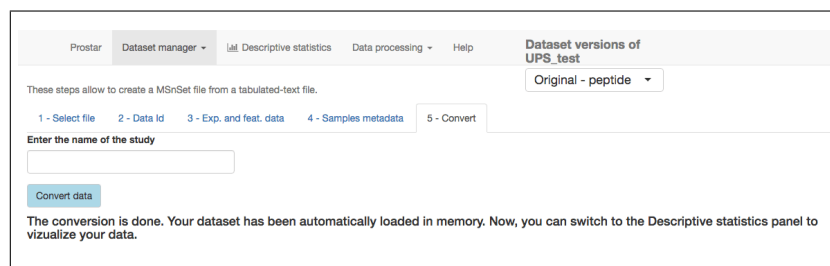 Prostar Dataset manager Descriptive statistics Data processing Help
Dataset versions of
UPS_test
Original - peptide
These steps allow to create a MSnSet file from a tabulated-text file.
1 - Select file 2 - Data Id 3 - Exp. and feat. data 4 - Samples metadata 5 - Convert
Enter the name of the study
Convert data
The conversion is done. Your dataset has been automatically loaded in memory. Now, you can switch to the Descriptive statistics panel to
vizualize your data.